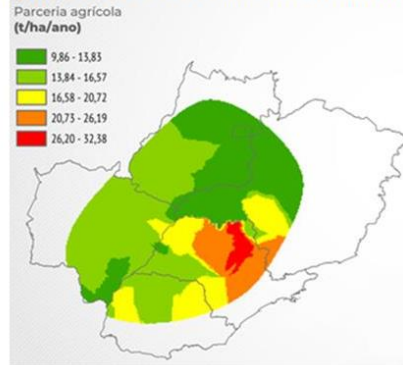 Parceria agrícola
(t/ha/ano)
9,86 - 13,83
13,84 - 16,57
16,58 - 20,72
20,73 - 26,19
26,20 - 32,38